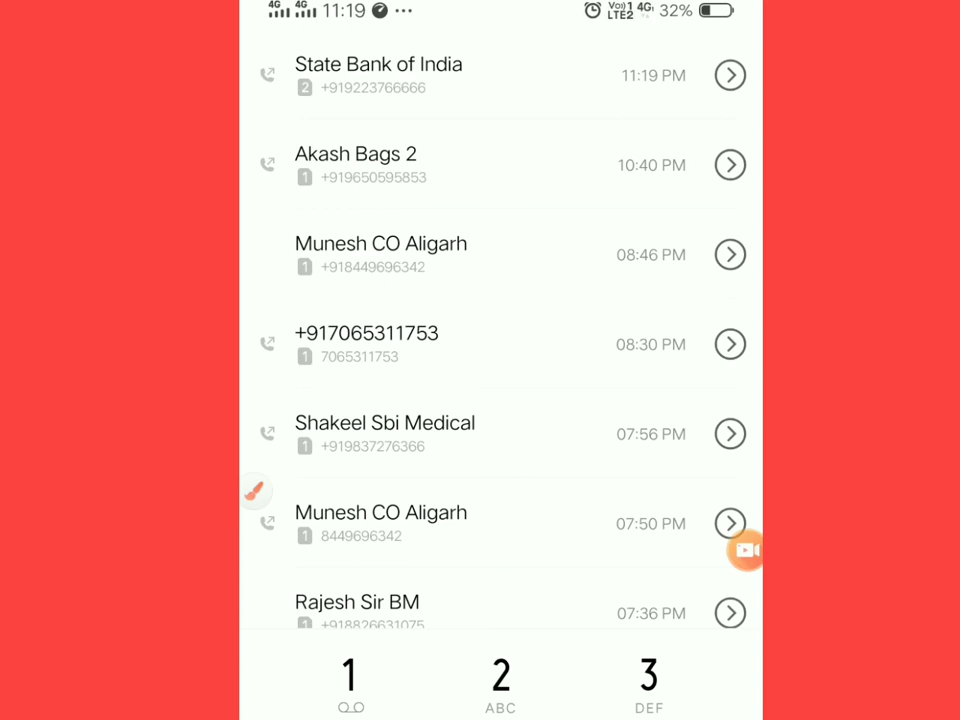 4G 4G 11:19 ... Vo)) 1 LTE2 4G 32%
State Bank of India
2 +919223766666 11:19 PM
Akash Bags 2
1 +919650595853 10:40 PM
Munesh CO Aligarh
1 +918449696342 08:46 PM
+917065311753
1 7065311753 08:30 PM
Shakeel Sbi Medical
1 +919837276366 07:56 PM
Munesh CO Aligarh
1 8449696342 07:50 PM
Rajesh Sir BM
1 +918826631075 07:36 PM
1 2 3
ABC DEF